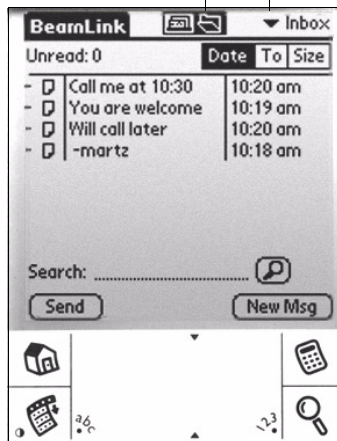 BeamLink Inbox
Unread: 0 Date To Size
- Call me at 10:30 10:20 am
- You are welcome 10:19 am
- Will call later 10:20 am
- -martz 10:18 am
Search:
Send New Msg
abc 123